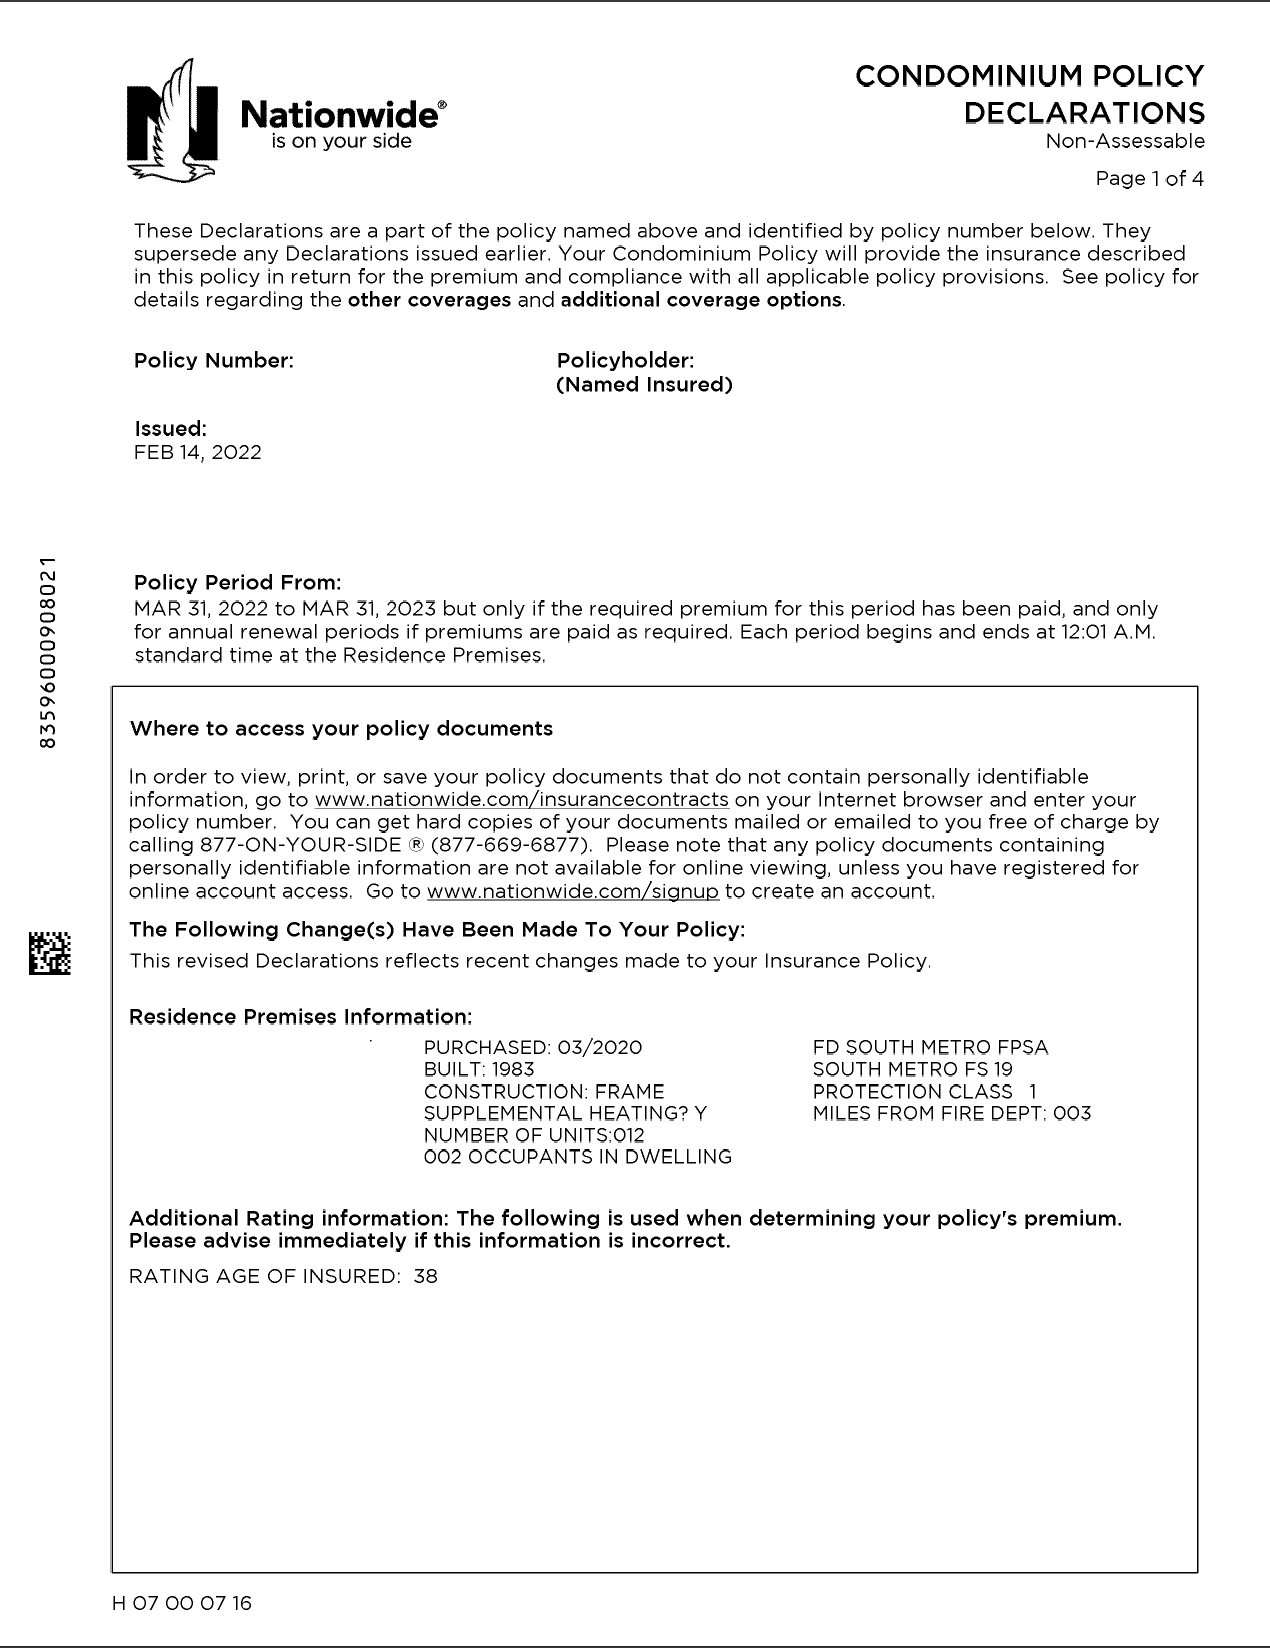 Nationwide®
is on your side
CONDOMINIUM POLICY
DECLARATIONS
Non-Assessable
Page 1 of 4
These Declarations are a part of the policy named above and identified by policy number below. They
supersede any Declarations issued earlier. Your Condominium Policy will provide the insurance described
in this policy in return for the premium and compliance with all applicable policy provisions.  See policy for
details regarding the other coverages and additional coverage options.
Policy Number:
Policyholder:
(Named Insured)
Issued:
FEB 14, 2022
Policy Period From:
MAR 31, 2022 to MAR 31, 2023 but only if the required premium for this period has been paid, and only
for annual renewal periods if premiums are paid as required. Each period begins and ends at 12:01 A.M.
standard time at the Residence Premises.
83596000908021
Where to access your policy documents
In order to view, print, or save your policy documents that do not contain personally identifiable
information, go to www.nationwide.com/insurancecontracts on your Internet browser and enter your
policy number.  You can get hard copies of your documents mailed or emailed to you free of charge by
calling 877-ON-YOUR-SIDE ® (877-669-6877).  Please note that any policy documents containing
personally identifiable information are not available for online viewing, unless you have registered for
online account access.  Go to www.nationwide.com/signup to create an account.
The Following Change(s) Have Been Made To Your Policy:
This revised Declarations reflects recent changes made to your Insurance Policy.
Residence Premises Information:
PURCHASED: 03/2020
BUILT: 1983
CONSTRUCTION: FRAME
SUPPLEMENTAL HEATING? Y
NUMBER OF UNITS:012
002 OCCUPANTS IN DWELLING
FD SOUTH METRO FPSA
SOUTH METRO FS 19
PROTECTION CLASS  1
MILES FROM FIRE DEPT: 003
Additional Rating information: The following is used when determining your policy's premium.
Please advise immediately if this information is incorrect.
RATING AGE OF INSURED:  38
H 07 00 07 16